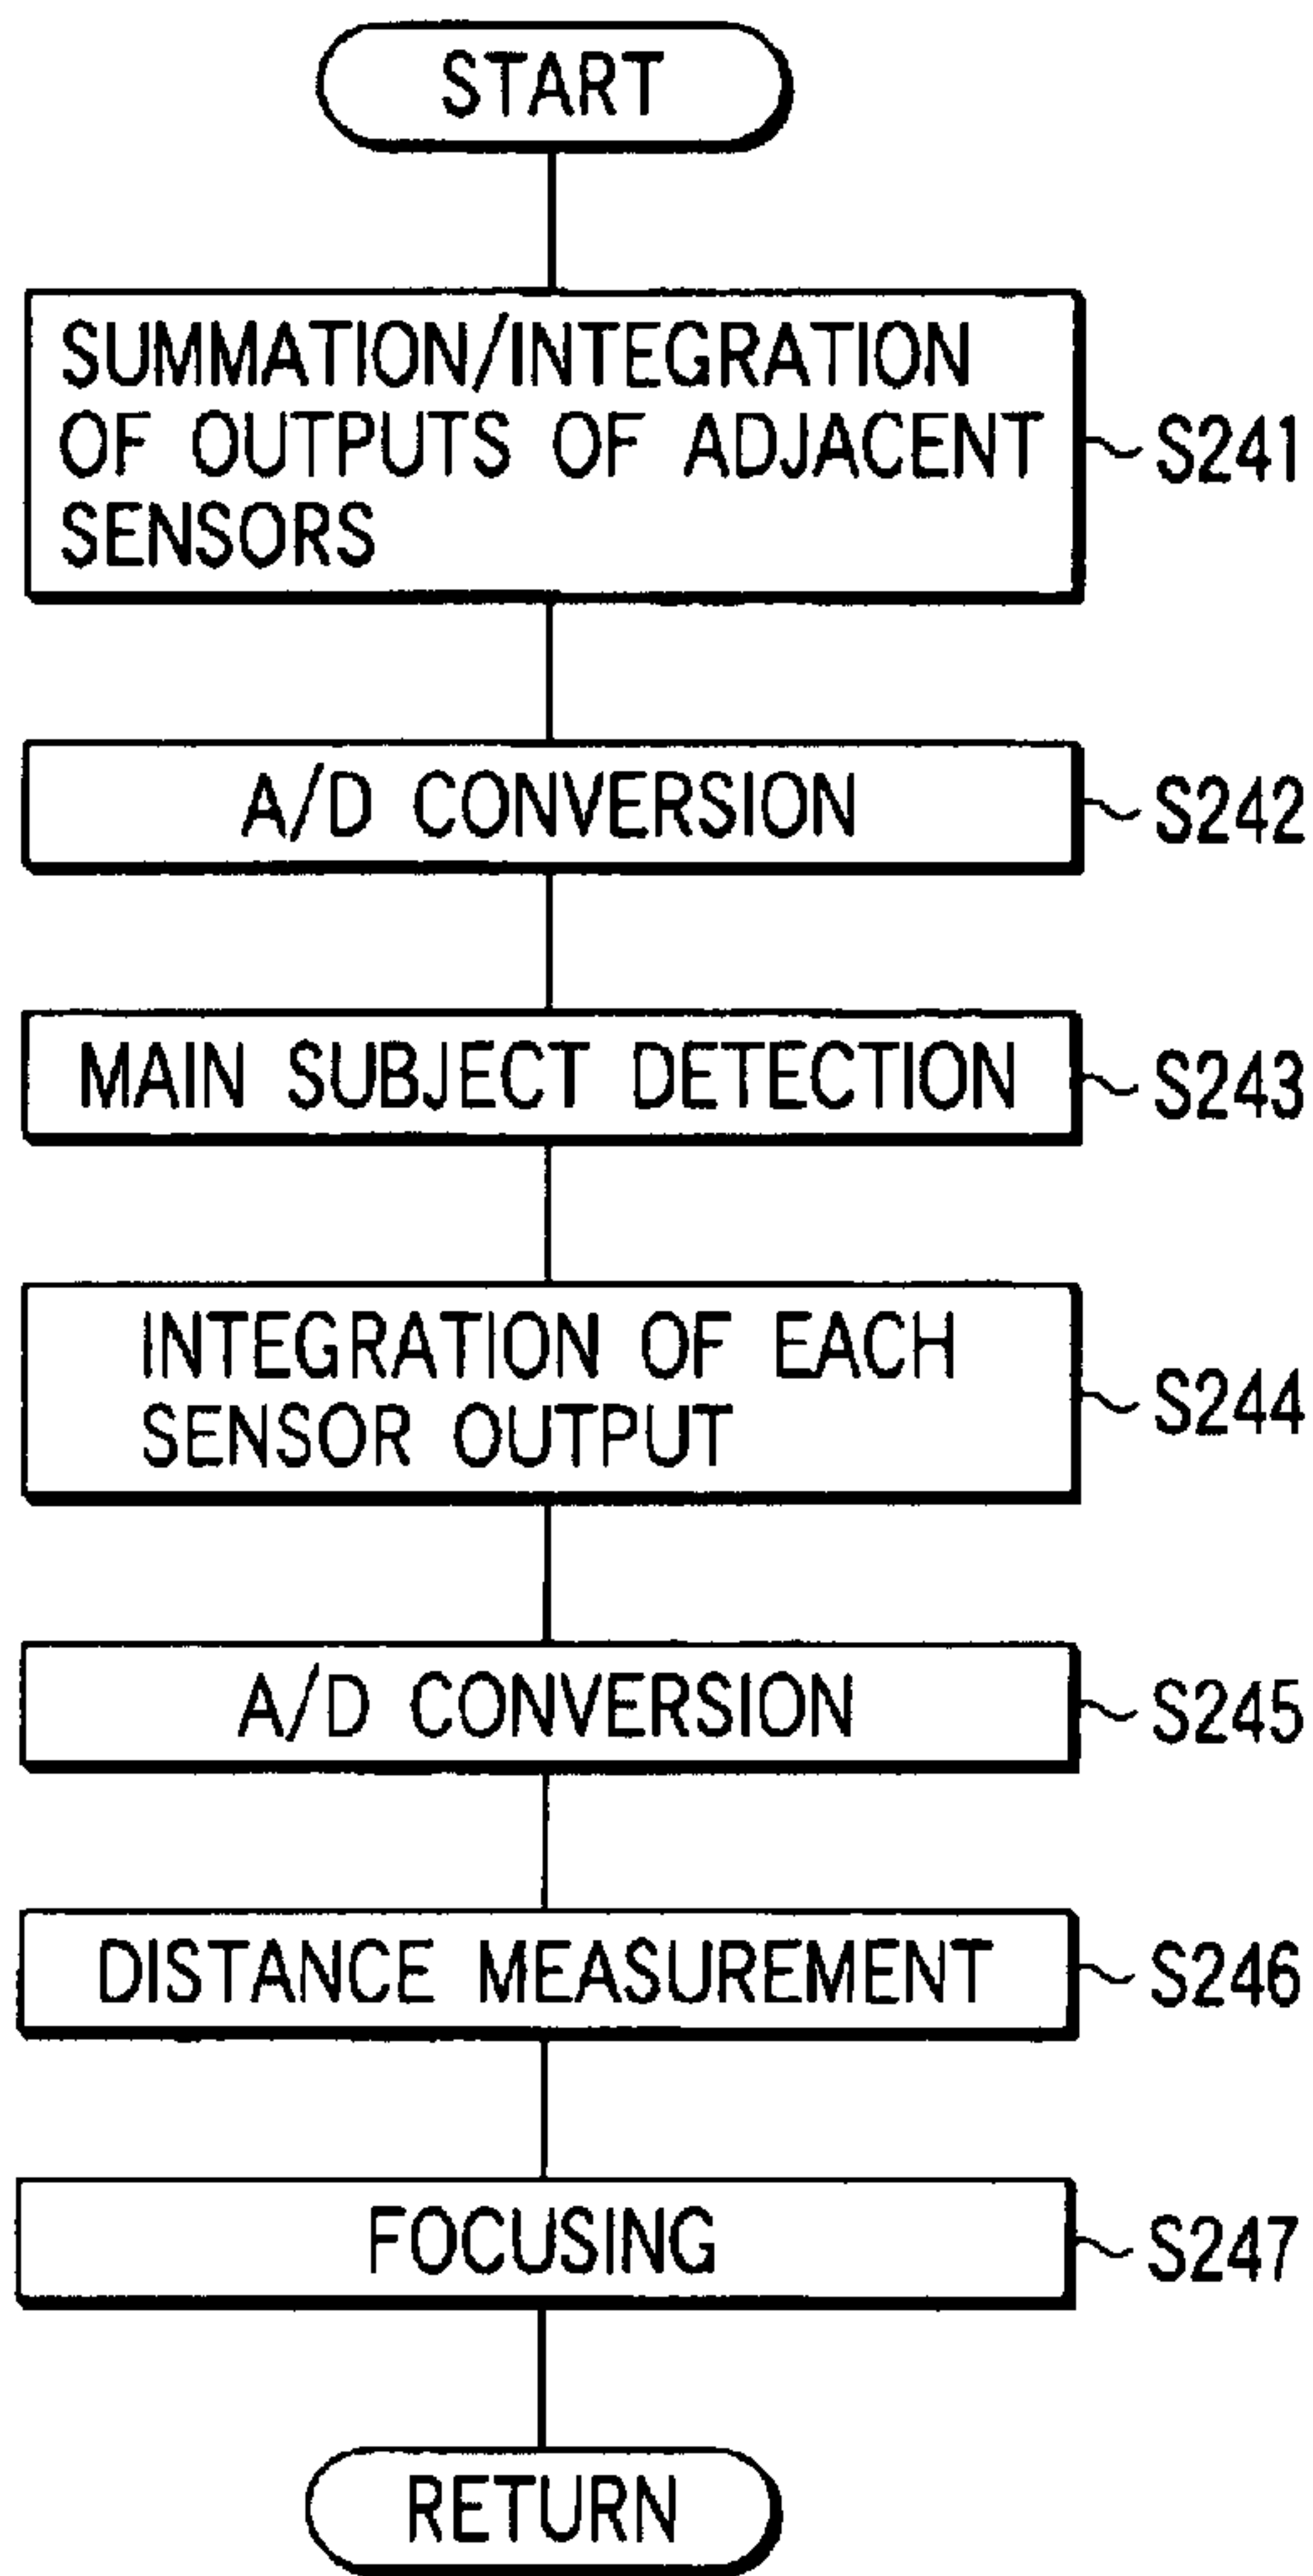 START
SUMMATION/INTEGRATION
OF OUTPUTS OF ADJACENT
SENSORS
S241
A/D CONVERSION
S242
MAIN SUBJECT DETECTION
S243
INTEGRATION OF EACH
SENSOR OUTPUT
S244
A/D CONVERSION
S245
DISTANCE MEASUREMENT
S246
FOCUSING
S247
RETURN